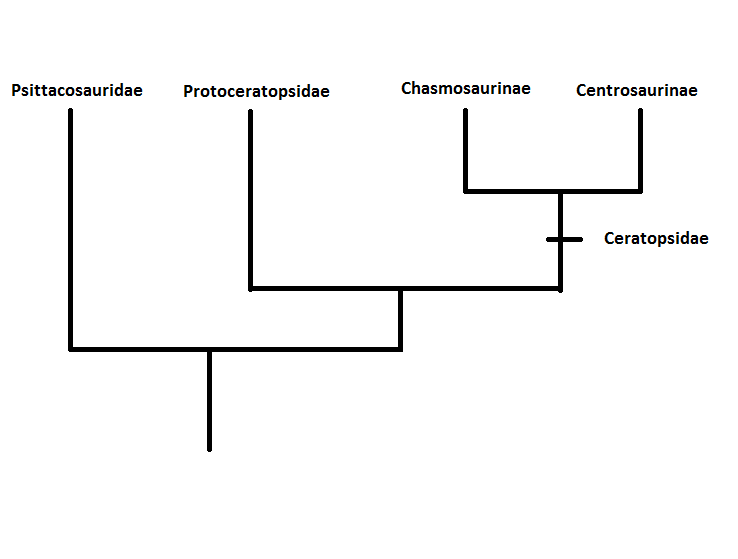 Psittacosauridae
Protoceratopsidae
Chasmosaurinae
Centrosaurinae
Ceratopsidae